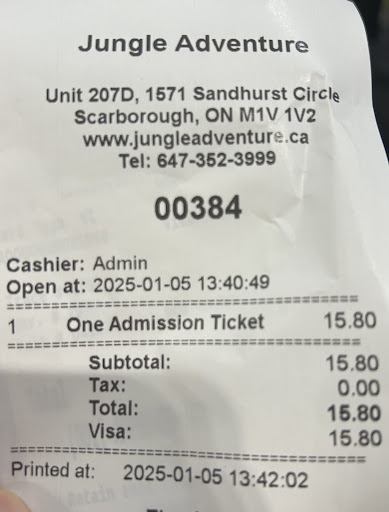 Jungle Adventure
Unit 207D, 1571 Sandhurst Circle
Scarborough, ON M1V 1V2
www.jungleadventure.ca
Tel: 647-352-3999
00384
Cashier: Admin
Open at: 2025-01-05 13:40:49
================================================
1 One Admission Ticket 15.80
================================================
Subtotal: 15.80
Tax: 0.00
Total: 15.80
Visa: 15.80
================================================
Printed at: 2025-01-05 13:42:02